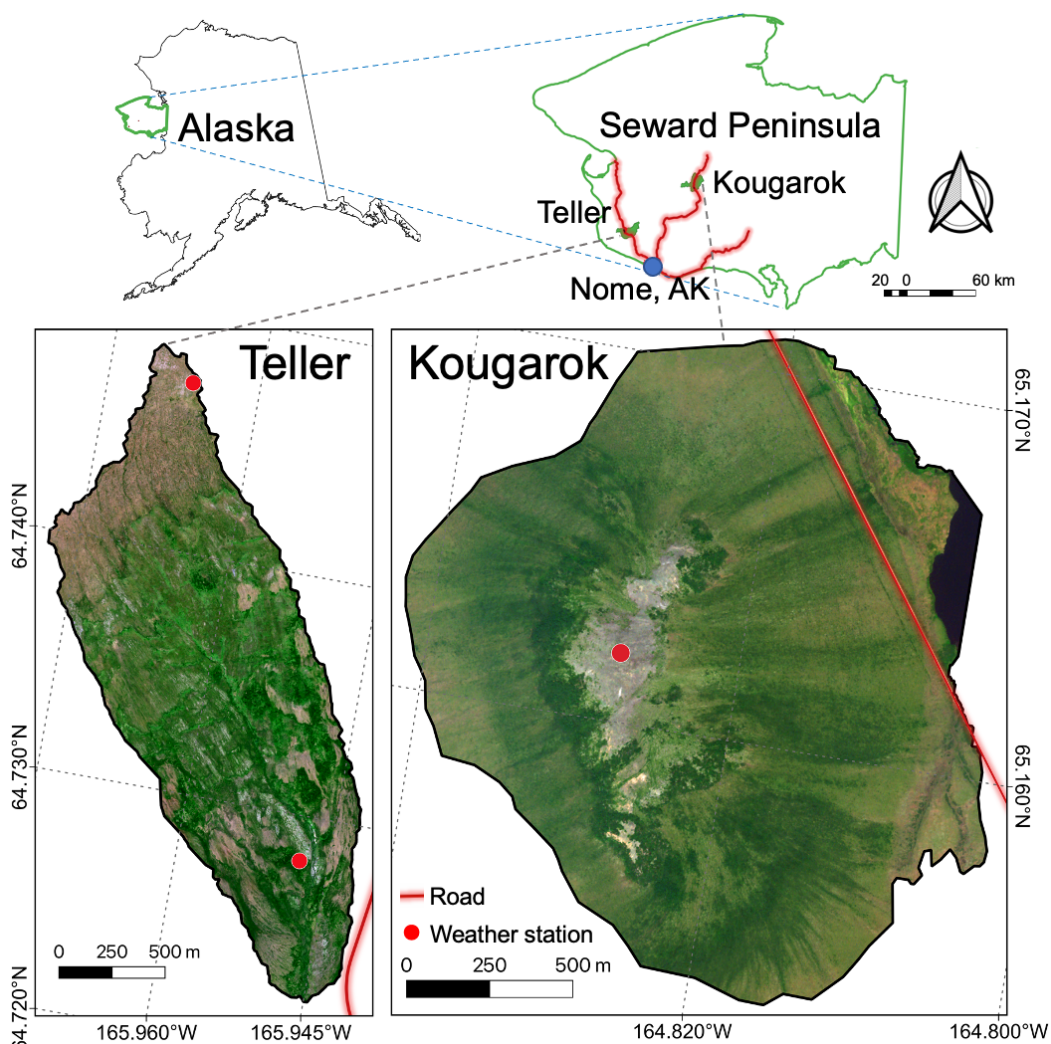 Alaska
Seward Peninsula
Kougarok
Teller
Nome, AK
20 0 60 km
Teller
Kougarok
65.170°N
64.740°N
64.730°N
65.160°N
Road
Weather station
0 250 500 m
0 250 500 m
64.720°N
165.960°W 165.945°W 164.820°W 164.800°W